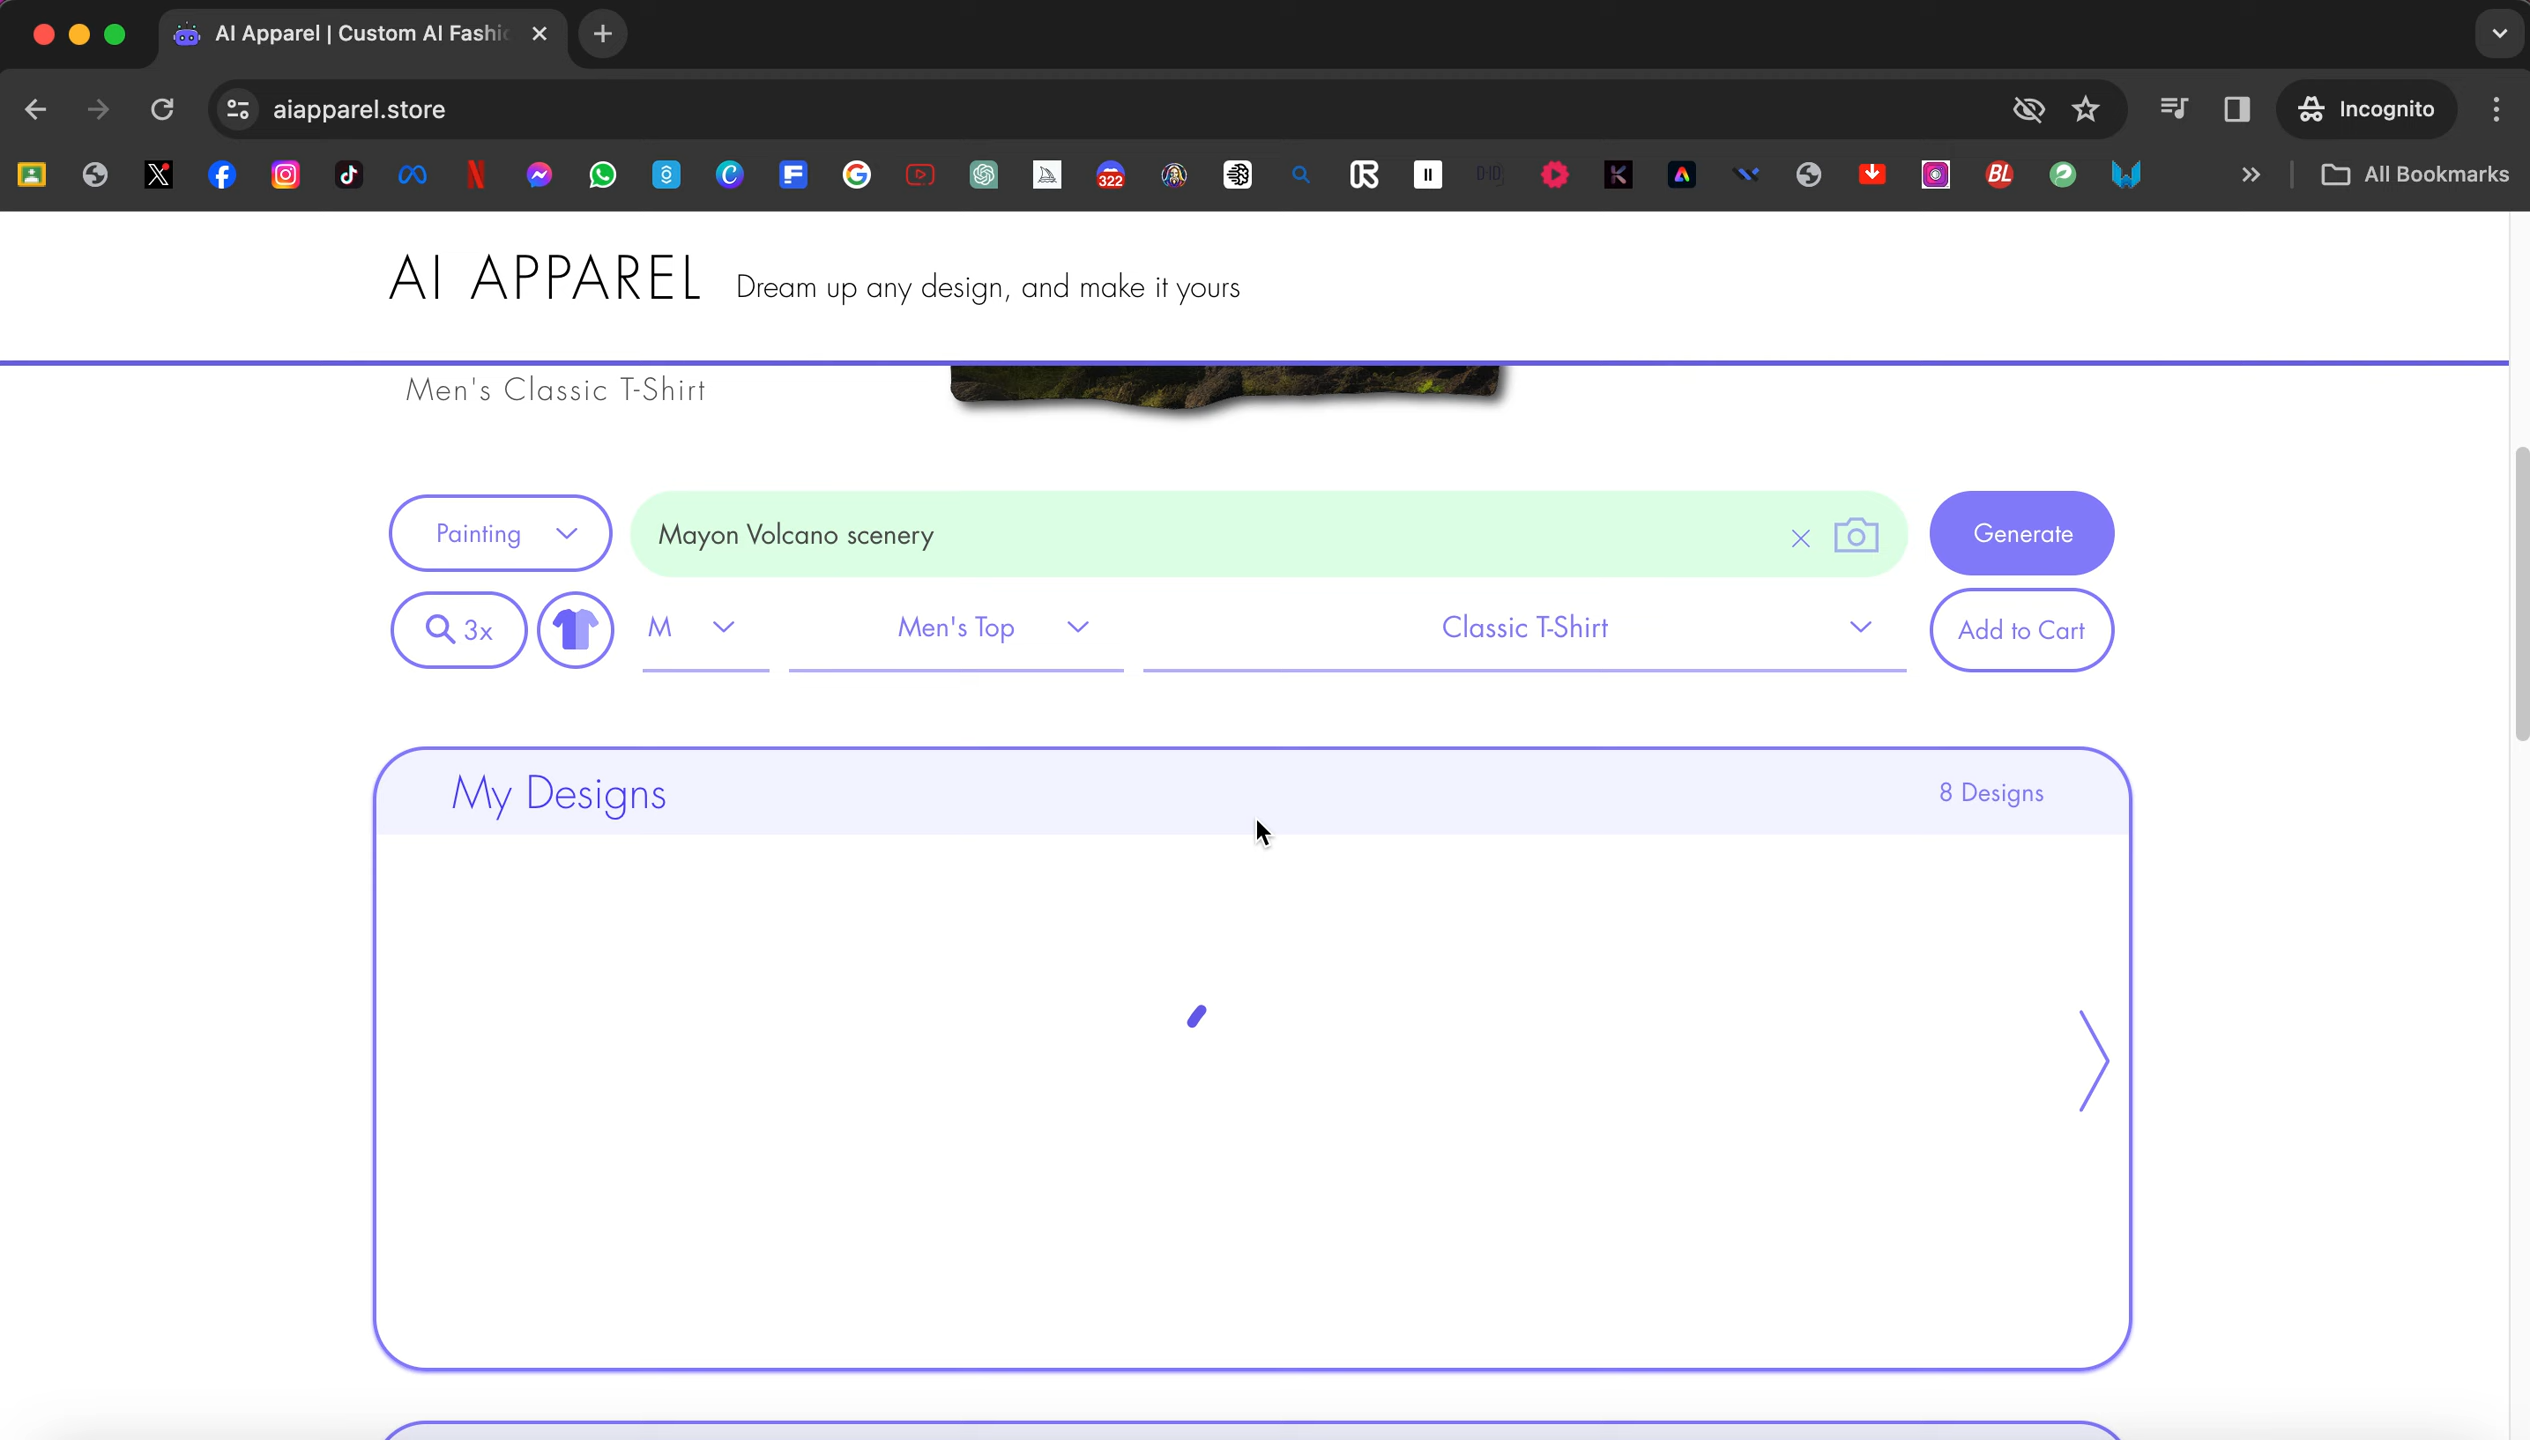 AI Apparel | Custom AI Fashi
aiapparel.store
Incognito
322
BL
All Bookmarks
AI APPAREL Dream up any design, and make it yours
Men's Classic T-Shirt
Painting
Mayon Volcano scenery
Generate
3x
M
Men's Top
Classic T-Shirt
Add to Cart
My Designs
8 Designs